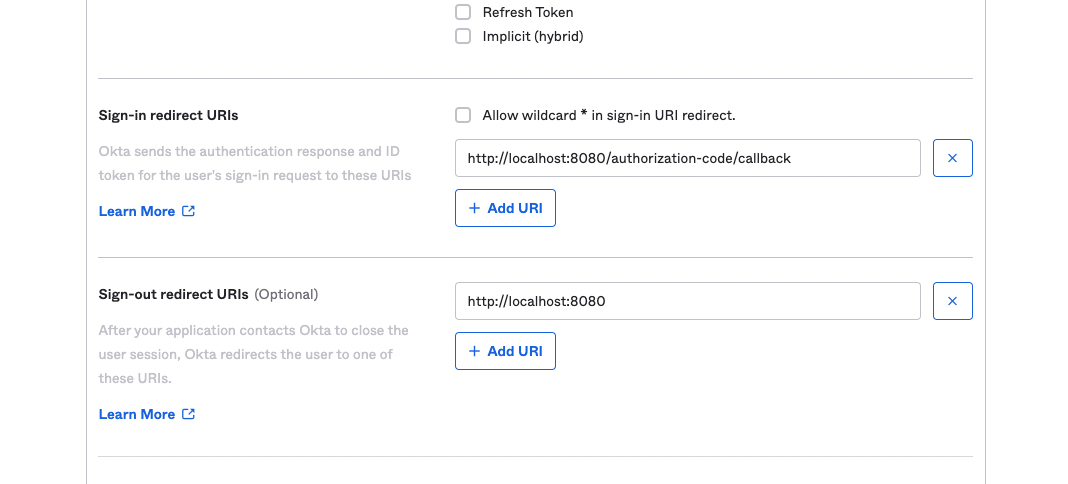 Refresh Token
Implicit (hybrid)
Sign-in redirect URIs
Allow wildcard * in sign-in URI redirect.
Okta sends the authentication response and ID
token for the user's sign-in request to these URIs
Learn More
http://localhost:8080/authorization-code/callback
+ Add URI
Sign-out redirect URIs (Optional)
After your application contacts Okta to close the
user session, Okta redirects the user to one of
these URIs.
Learn More
http://localhost:8080
+ Add URI